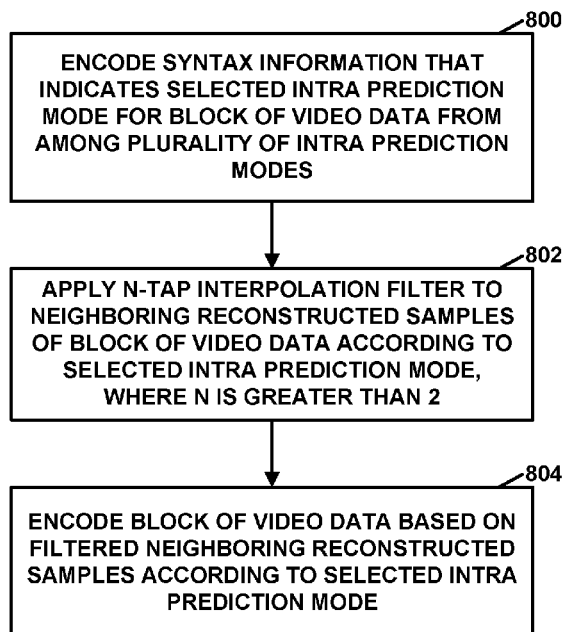 800
ENCODE SYNTAX INFORMATION THAT
INDICATES SELECTED INTRA PREDICTION
MODE FOR BLOCK OF VIDEO DATA FROM
AMONG PLURALITY OF INTRA PREDICTION
MODES
802
APPLY N-TAP INTERPOLATION FILTER TO
NEIGHBORING RECONSTRUCTED SAMPLES
OF BLOCK OF VIDEO DATA ACCORDING TO
SELECTED INTRA PREDICTION MODE,
WHERE N IS GREATER THAN 2
804
ENCODE BLOCK OF VIDEO DATA BASED ON
FILTERED NEIGHBORING RECONSTRUCTED
SAMPLES ACCORDING TO SELECTED INTRA
PREDICTION MODE